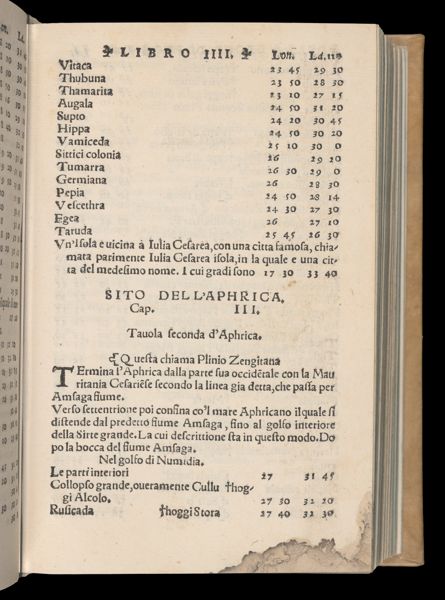 LIBRO IIII. Lon. La.
Vitaca 23 45 29 30
Thubuna 23 50 28 30
Thamarita 23 10 27 15
Augala 24 50 31 20
Supto 24 20 30 45
Hippa 24 50 30 20
Vamiceda 25 10 30 0
Sittici colonia 26 29 20
Tumarra 26 30 29 0
Germiana 26 28 30
Pepia 24 50 28 14
Vescethra 24 30 27 30
Egea 26 27 10
Taruda 25 45 26 30
Vn'Isola e uicina à Iulia Cesarea, con una citta famosa, chia-
mata parimente Iulia Cesarea isola, in la quale e una cit-
ta del medesimo nome. I cui gradi sono 17 30 33 40
SITO DELL'APHRICA.
Cap. III.
Tauola seconda d'Aphrica.
Questa chiama Plinio Zengitana
Termina l'Aphrica dalla parte sua occidētale con la Mau
ritania Cesariēse secondo la linea gia detta, che passa per
Amsaga fiume.
Verso settentrione poi confina co'l mare Aphricano il quale si
distende dal predetto fiume Amsaga, sino al golfo interiore
della Sirte grande. La cui descrittione sta in questo modo. Do
po la bocca del fiume Amsaga.
Nel golfo di Numidia.
Le parti interiori 27 31 45
Collopso grande, oueramente Cullu †hog-
gi Alcolo. 27 30 32 20
Rusicada †hoggi Stora 27 40 32 30